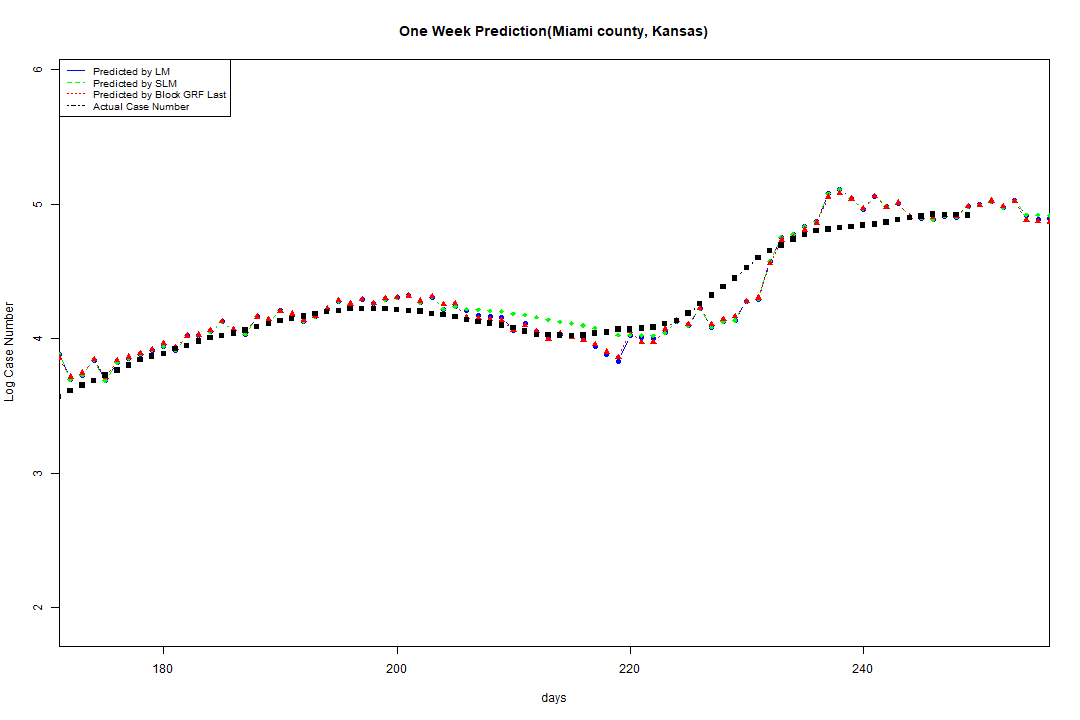 One Week Prediction(Miami county, Kansas)
Predicted by LM
Predicted by SLM
Predicted by Block GRF Last
Actual Case Number
6
5
4
3
2
Log Case Number
180 200 220 240
days